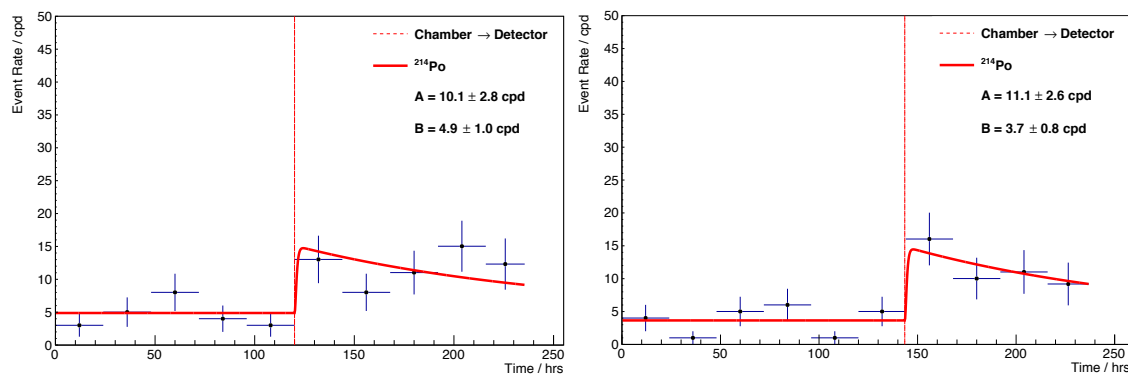 Event Rate / cpd
50
45
40
35
30
25
20
15
10
5
0
0
50
100
150
200
250
Time / hrs
Chamber → Detector
²¹⁴Po
A = 10.1 ± 2.8 cpd
B = 4.9 ± 1.0 cpd
Event Rate / cpd
50
45
40
35
30
25
20
15
10
5
0
0
50
100
150
200
250
Time / hrs
Chamber → Detector
²¹⁴Po
A = 11.1 ± 2.6 cpd
B = 3.7 ± 0.8 cpd